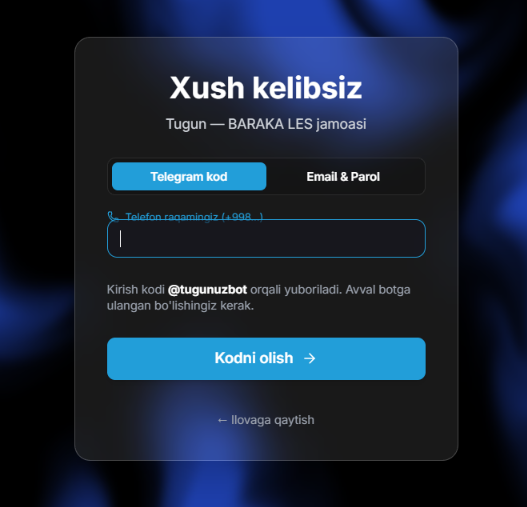 Xush kelibsiz
Tugun — BARAKA LES jamoasi
Telegram kod
Email & Parol
Telefon raqamingiz (+998...)
Kirish kodi @tugunuzbot orqali yuboriladi. Avval botga
ulangan bo'lishingiz kerak.
Kodni olish →
← Ilovaga qaytish